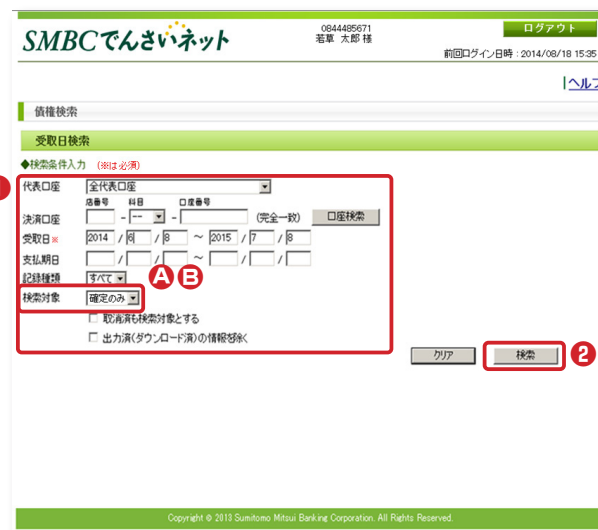 SMBCでんさいネット
0844485671
若草 太郎 様
ログアウト
前回ログイン日時：2014/08/18 15:35
|ヘルプ
債権検索
受取日検索
◆検索条件入力 (※は必須)
代表口座 全代表口座
店番号 科目 口座番号
決済口座 - -- - (完全一致) 口座検索
受取日※ 2014 / 6 / 8 ～ 2015 / 7 / 8
支払期日 / / ～ / /
記録種類 すべて A B
検索対象 確定のみ
取消済も検索対象とする
出力済(ダウンロード済)の情報を除く
クリア 検索 2
Copyright © 2013 Sumitomo Mitsui Banking Corporation. All Rights Reserved.